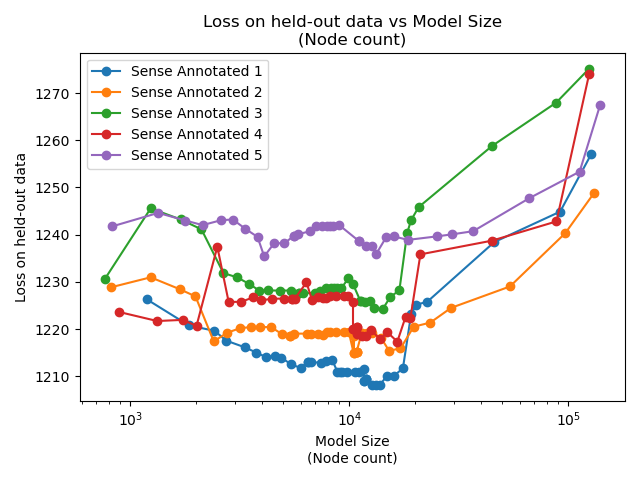 Loss on held-out data vs Model Size
(Node count)
Sense Annotated 1
Sense Annotated 2
Sense Annotated 3
Sense Annotated 4
Sense Annotated 5
Loss on held-out data
1270
1260
1250
1240
1230
1220
1210
10³
10⁴
10⁵
Model Size
(Node count)